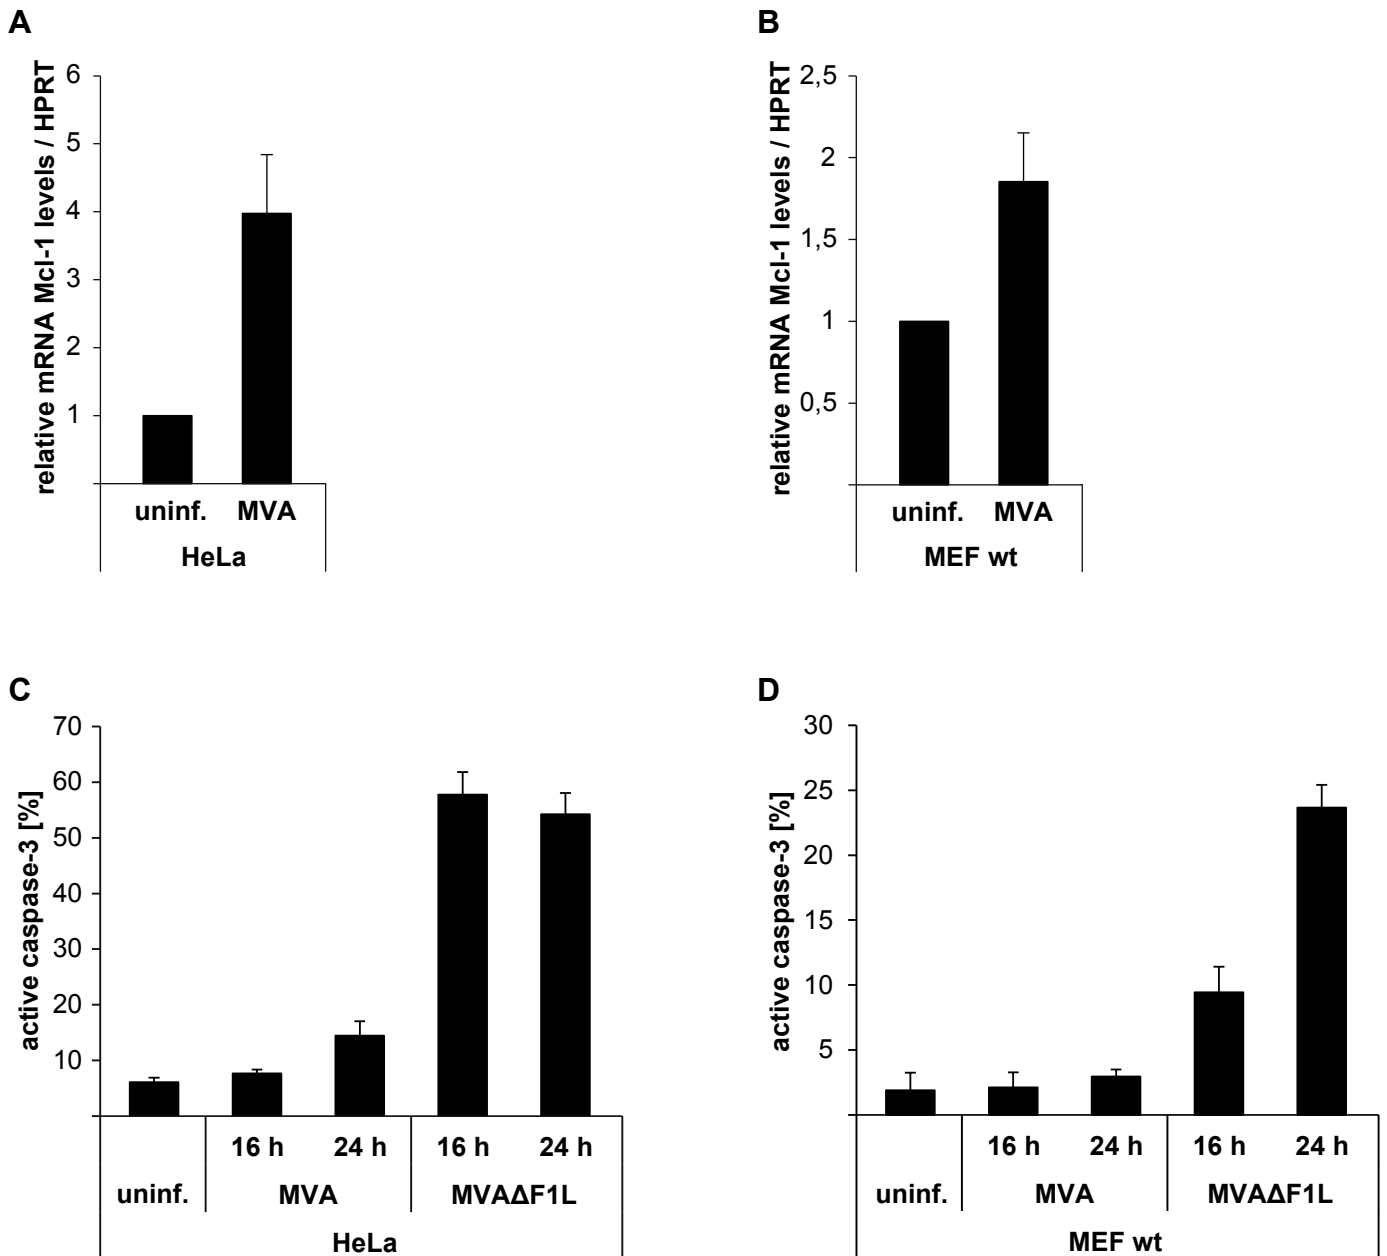 A
relative mRNA Mcl-1 levels / HPRT
6
5
4
3
2
1
uninf. MVA
HeLa
B
relative mRNA Mcl-1 levels / HPRT
2,5
2
1,5
1
0,5
uninf. MVA
MEF wt
C
active caspase-3 [%]
70
60
50
40
30
20
10
16 h 24 h 16 h 24 h
uninf. MVA MVAΔF1L
HeLa
D
active caspase-3 [%]
30
25
20
15
10
5
16 h 24 h 16 h 24 h
uninf. MVA MVAΔF1L
MEF wt